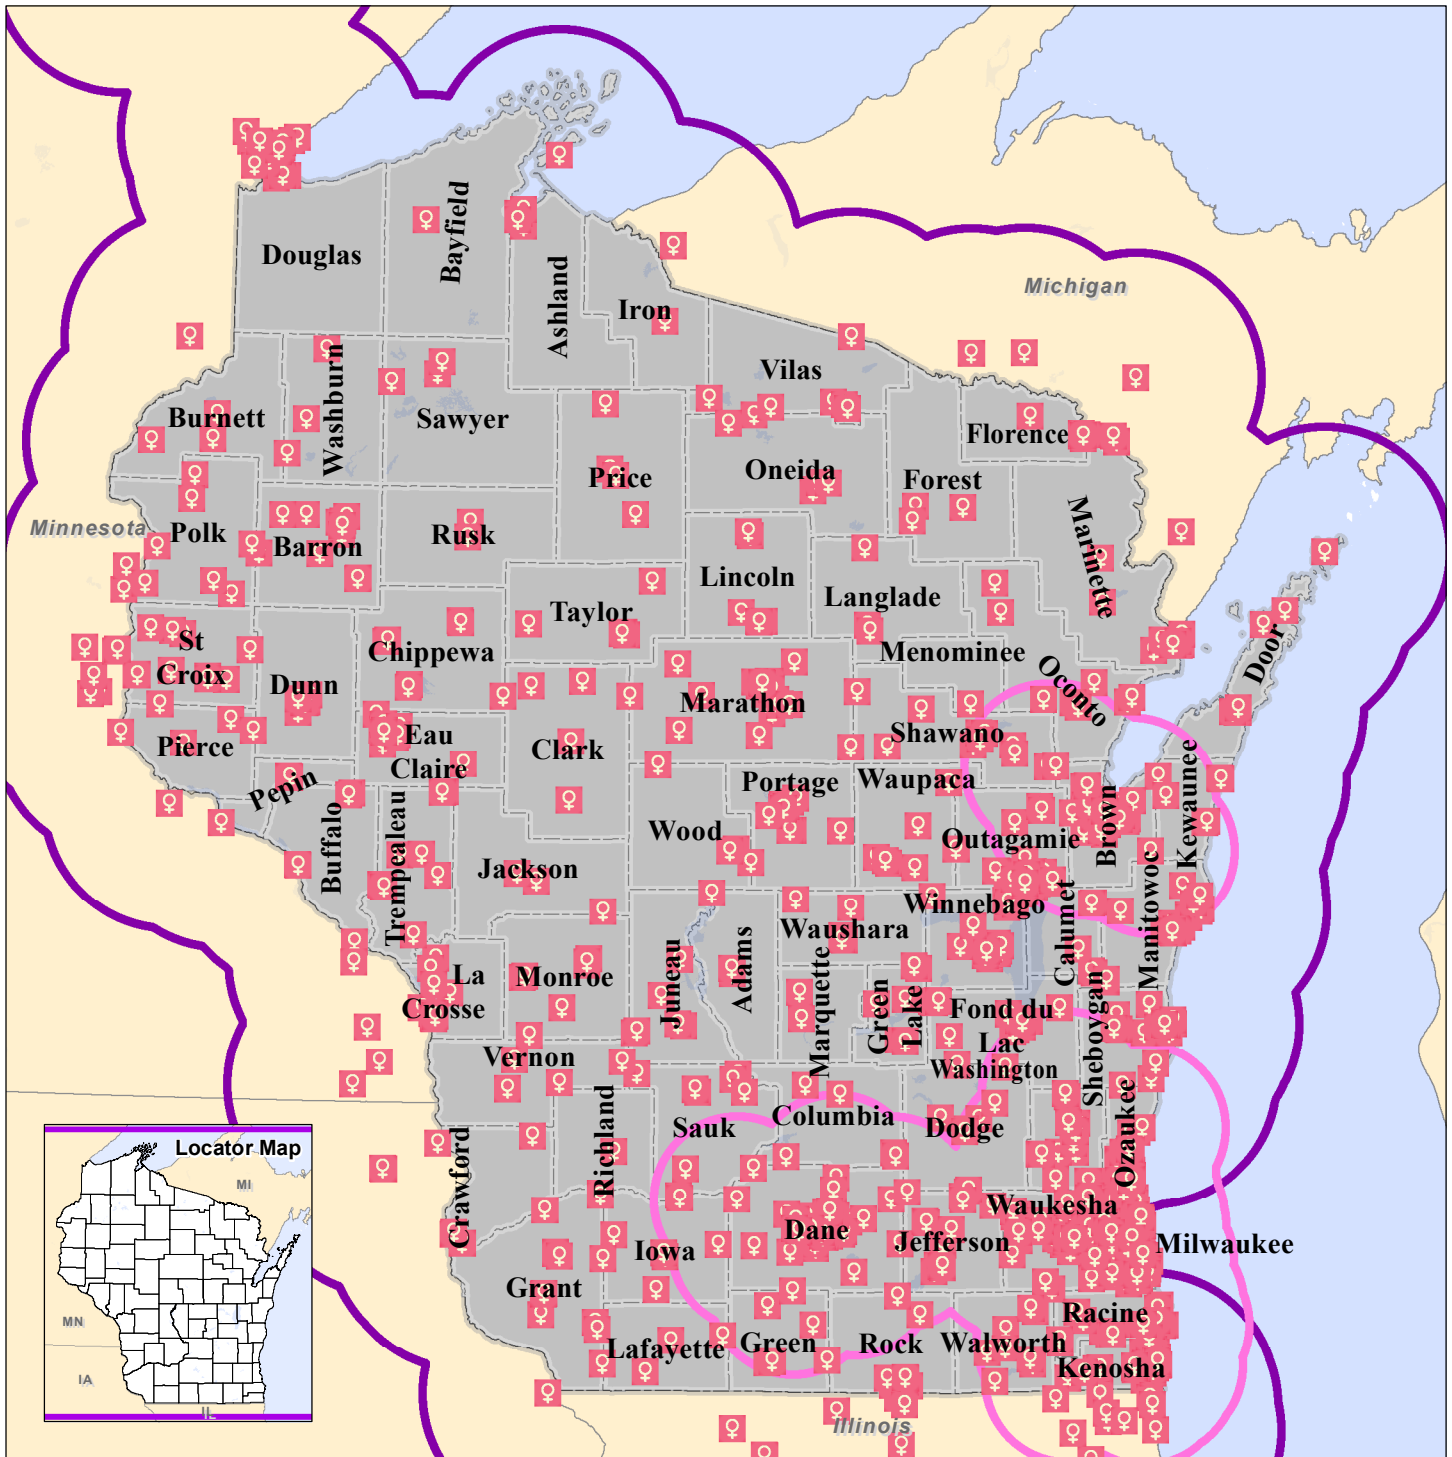 Douglas
Bayfield
Ashland
Iron
Michigan
Vilas
Burnett
Washburn
Sawyer
Florence
Price
Oneida
Forest
Minnesota
Polk
Barron
Rusk
Marinette
Lincoln
Langlade
Taylor
St
Croix
Chippewa
Menominee
Door
Dunn
Marathon
Oconto
Pierce
Eau
Claire
Clark
Shawano
Pepin
Portage
Waupaca
Kewaunee
Buffalo
Trempealeau
Wood
Outagamie
Brown
Jackson
Winnebago
Calumet
Manitowoc
Waushara
La
Crosse
Monroe
Juneau
Adams
Marquette
Green
Lake
Fond du
Lac
Sheboygan
Vernon
Washington
Richland
Sauk
Columbia
Dodge
Ozaukee
Locator Map
MI
MN
IA
IL
Crawford
Waukesha
Dane
Jefferson
Milwaukee
Iowa
Grant
Racine
Lafayette
Green
Rock
Walworth
Kenosha
Illinois